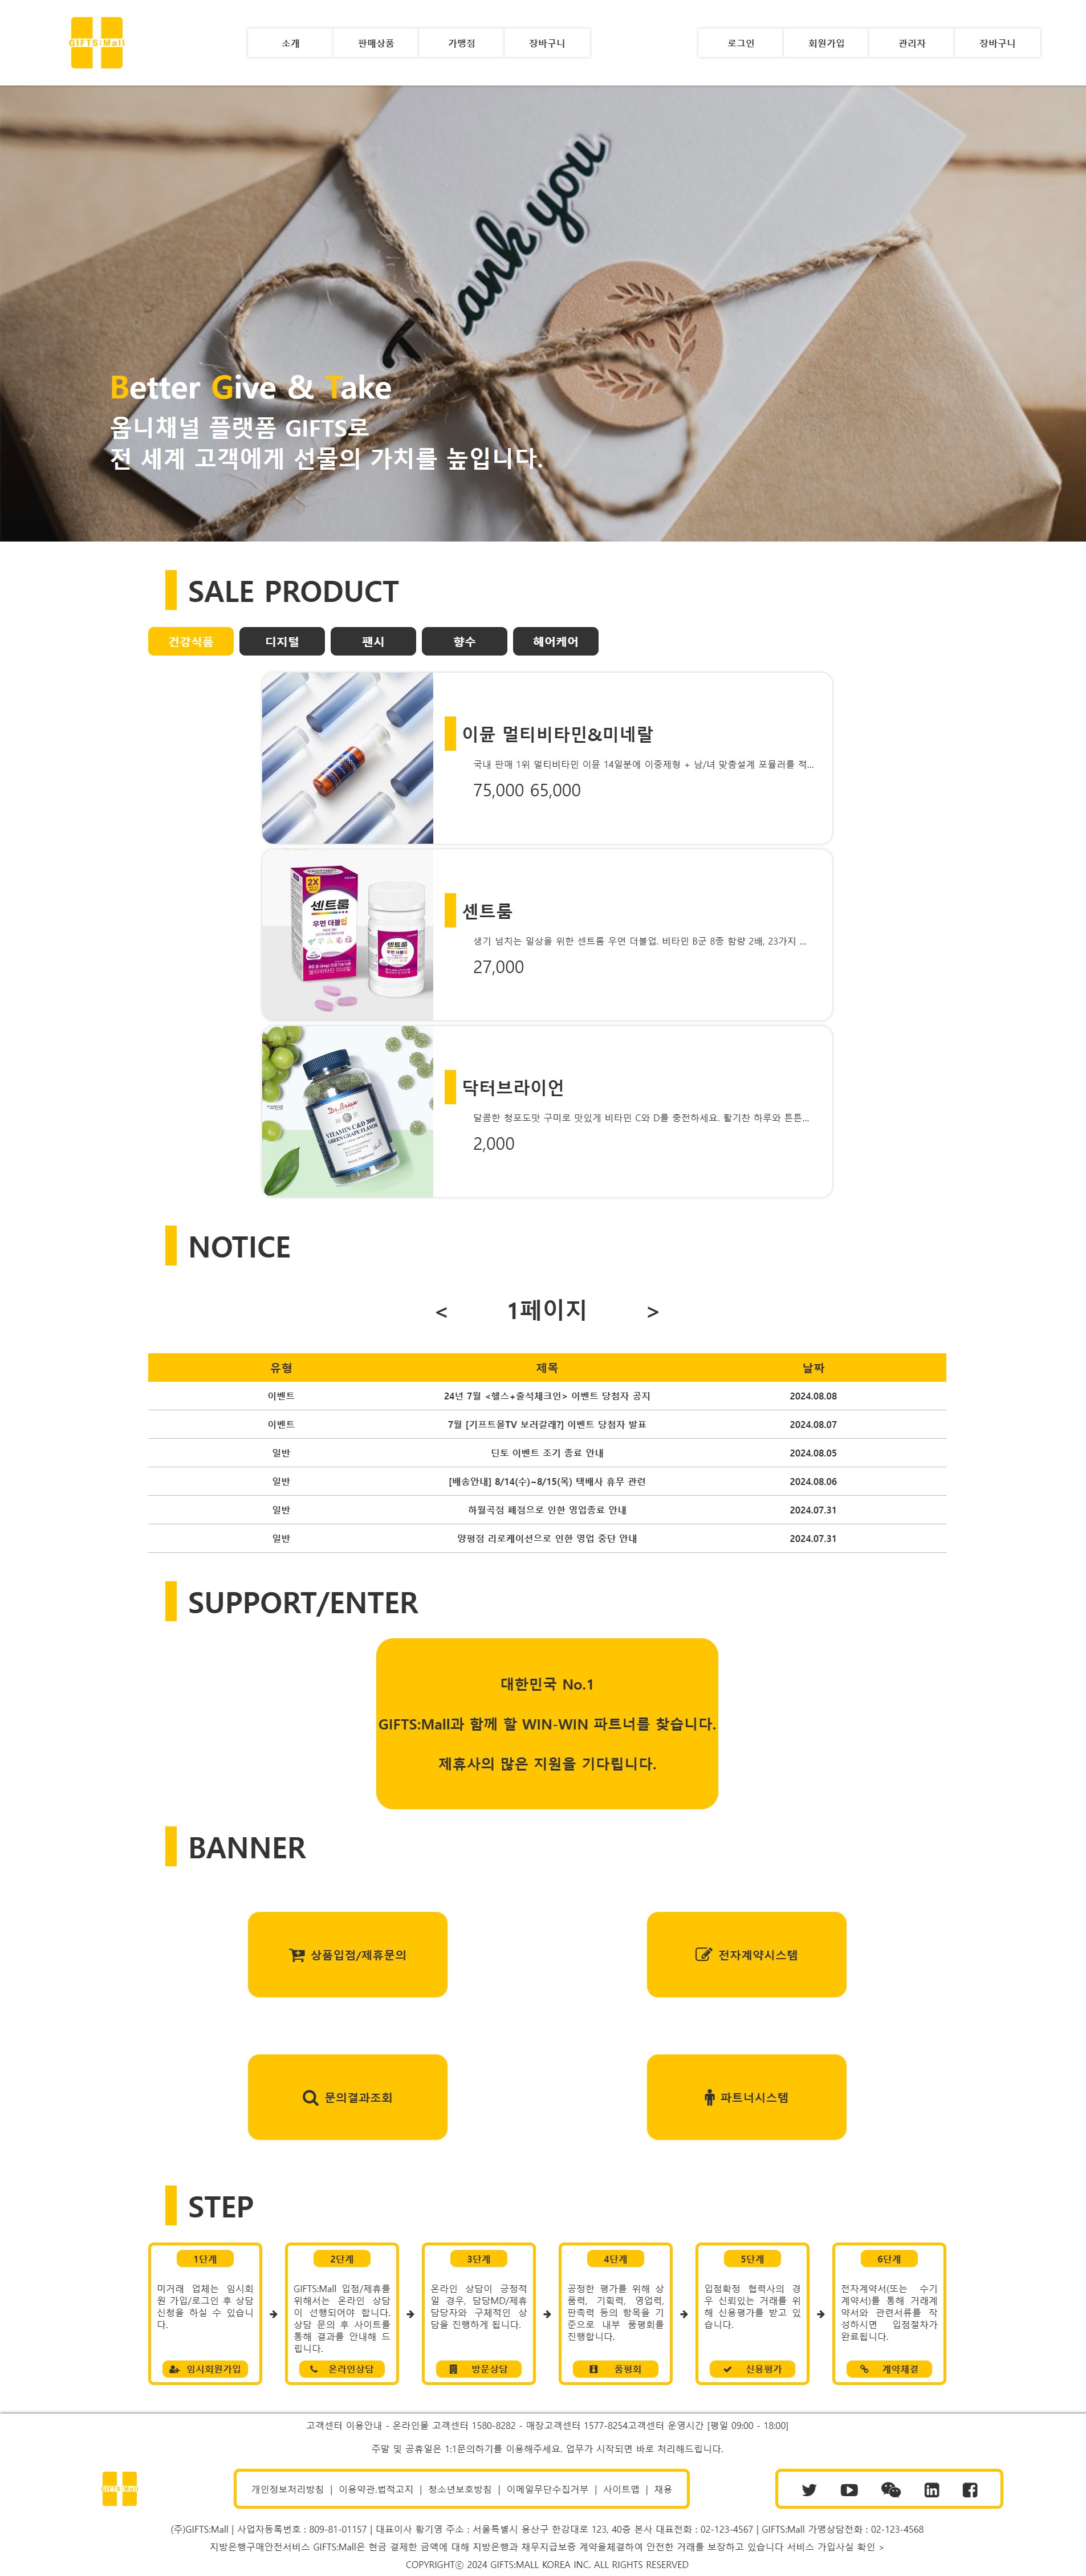 GIFTS:Mall
소개
판매상품
가맹점
장바구니
로그인
회원가입
관리자
장바구니
Thank you
Better Give & Take
옴니채널 플랫폼 GIFTS로
전 세계 고객에게 선물의 가치를 높입니다.
SALE PRODUCT
건강식품
디지털
팬시
향수
헤어케어
이뮨 멀티비타민&미네랄
국내 판매 1위 멀티비타민 이뮨 14일분에 이중제형 + 남/녀 맞춤설계 포뮬러를 적...
75,000 65,000
2X
센트룸
우먼 더블업
센트룸
생기 넘치는 일상을 위한 센트룸 우먼 더블업. 비타민 B군 8종 함량 2배, 23가지 ...
27,000
Dr.Brian
VITAMIN C&D 2000
GREEN GRAPE FLAVOR
닥터브라이언
달콤한 청포도맛 구미로 맛있게 비타민 C와 D를 충전하세요. 활기찬 하루와 튼튼...
2,000
NOTICE
< 1페이지 >
유형 제목 날짜
이벤트 24년 7월 <헬스+출석체크인> 이벤트 당첨자 공지 2024.08.08
이벤트 7월 [기프트몰TV 보러갈래?] 이벤트 당첨자 발표 2024.08.07
일반 딘토 이벤트 조기 종료 안내 2024.08.05
일반 [배송안내] 8/14(수)~8/15(목) 택배사 휴무 관련 2024.08.06
일반 하월곡점 폐점으로 인한 영업종료 안내 2024.07.31
일반 양평점 리로케이션으로 인한 영업 중단 안내 2024.07.31
SUPPORT/ENTER
대한민국 No.1
GIFTS:Mall과 함께 할 WIN-WIN 파트너를 찾습니다.
제휴사의 많은 지원을 기다립니다.
BANNER
상품입점/제휴문의
전자계약시스템
문의결과조회
파트너시스템
STEP
1단계
미거래 업체는 임시회
원 가입/로그인 후 상담
신청을 하실 수 있습니
다.
임시회원가입
2단계
GIFTS:Mall 입점/제휴를
위해서는 온라인 상담
이 선행되어야 합니다.
상담 문의 후 사이트를
통해 결과를 안내해 드
립니다.
온라인상담
3단계
온라인 상담이 긍정적
일 경우, 담당MD/제휴
담당자와 구체적인 상
담을 진행하게 됩니다.
방문상담
4단계
공정한 평가를 위해 상
품력, 기획력, 영업력,
판족력 등의 항목을 기
준으로 내부 품평회를
진행합니다.
품평회
5단계
입점확정 협력사의 경
우 신뢰있는 거래를 위
해 신용평가를 받고 있
습니다.
신용평가
6단계
전자계약서(또는 수기
계약서)를 통해 거래계
약서와 관련서류를 작
성하시면 입점절차가
완료됩니다.
계약체결
고객센터 이용안내 - 온라인몰 고객센터 1580-8282 - 매장고객센터 1577-8254고객센터 운영시간 [평일 09:00 - 18:00]
주말 및 공휴일은 1:1문의하기를 이용해주세요. 업무가 시작되면 바로 처리해드립니다.
GIFTS:Mall
개인정보처리방침 | 이용약관.법적고지 | 청소년보호방침 | 이메일무단수집거부 | 사이트맵 | 채용
(주)GIFTS:Mall | 사업자등록번호 : 809-81-01157 | 대표이사 황기영 주소 : 서울특별시 용산구 한강대로 123, 40층 본사 대표전화 : 02-123-4567 | GIFTS:Mall 가맹상담전화 : 02-123-4568
지방은행구매안전서비스 GIFTS:Mall은 현금 결제한 금액에 대해 지방은행과 채무지급보증 계약을체결하여 안전한 거래를 보장하고 있습니다 서비스 가입사실 확인 >
COPYRIGHTⓒ 2024 GIFTS:MALL KOREA INC. ALL RIGHTS RESERVED